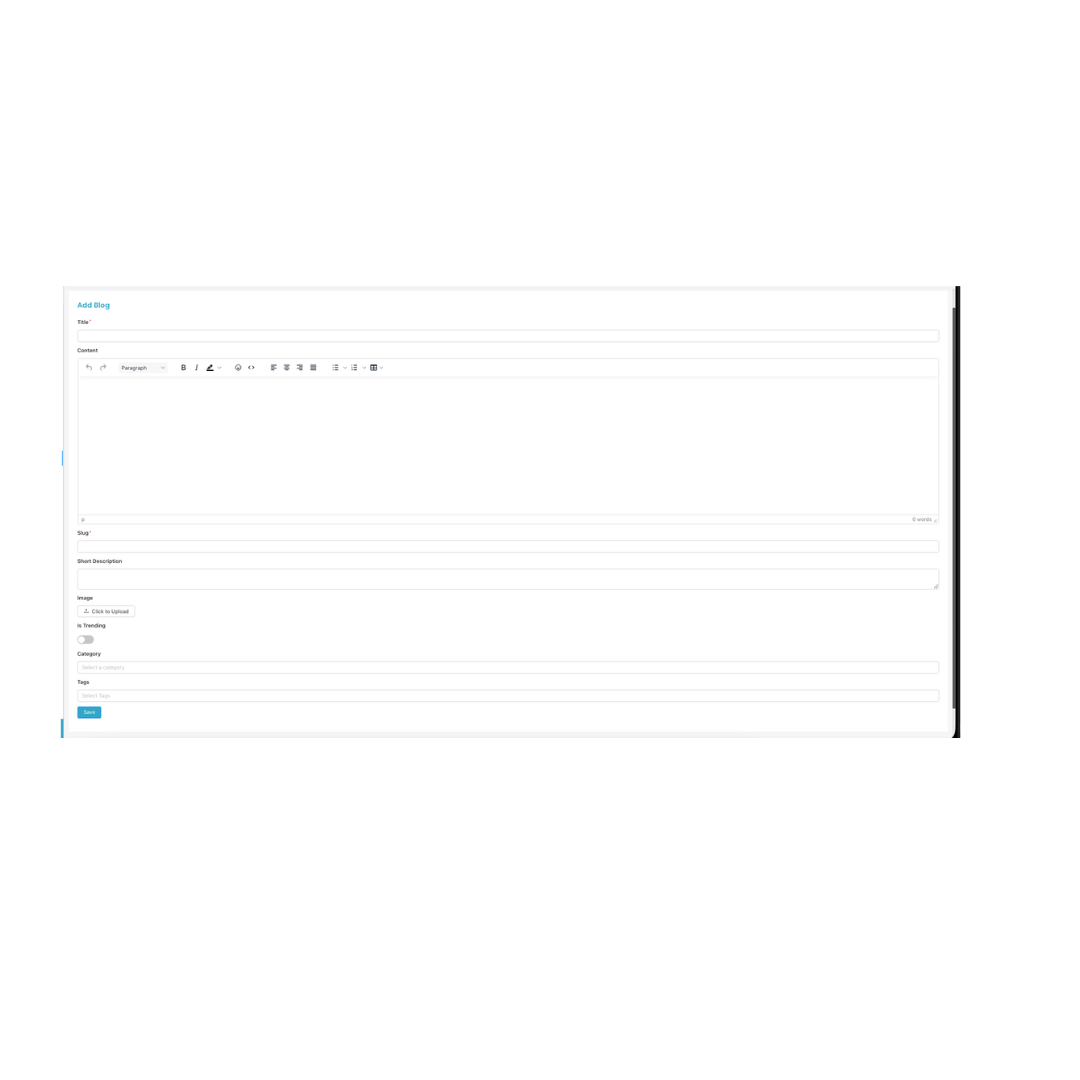 Add Blog
Title*
Content
Paragraph
B I
p 0 words
Slug*
Short Description
Image
Click to Upload
Is Trending
Category
Select a category
Tags
Select Tags
Save